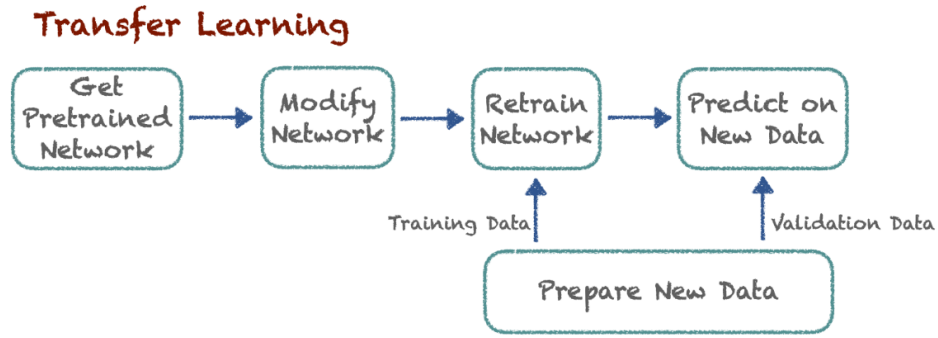 Transfer Learning
Get
Pretrained
Network
Modify
Network
Retrain
Network
Predict on
New Data
Training Data
Validation Data
Prepare New Data